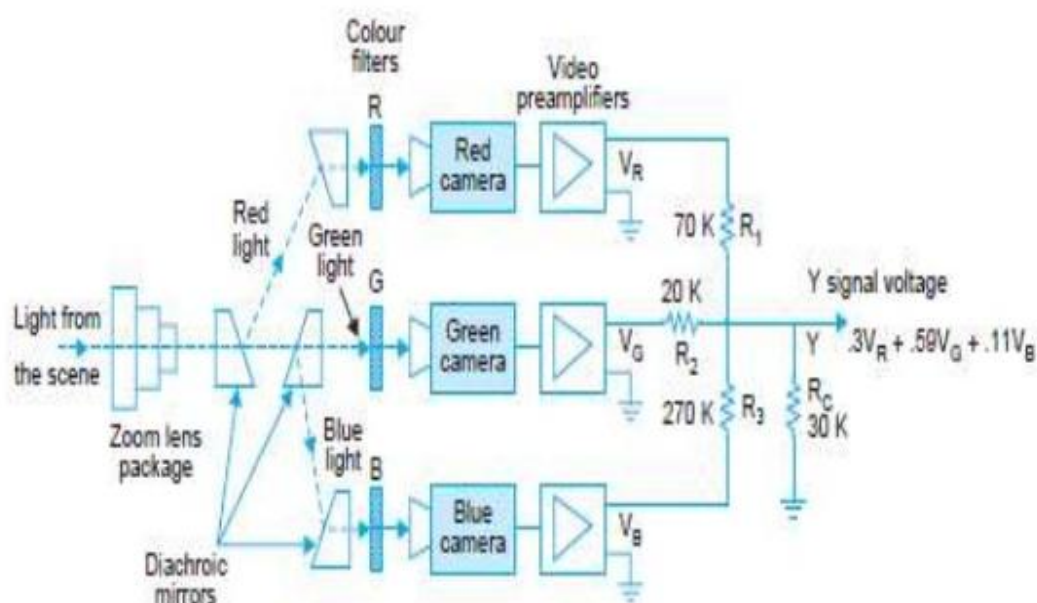 Colour
filters
R
Video
preamplifiers
Red
camera
V_R
Red
light
Green
light
70 K
R_1
G
20 K
Y signal voltage
Light from
the scene
Green
camera
V_G
R_2
Y
.3V_R + .59V_G + .11V_B
270 K
R_3
R_C
30 K
Zoom lens
package
Blue
light
B
Blue
camera
V_B
Diachroic
mirrors